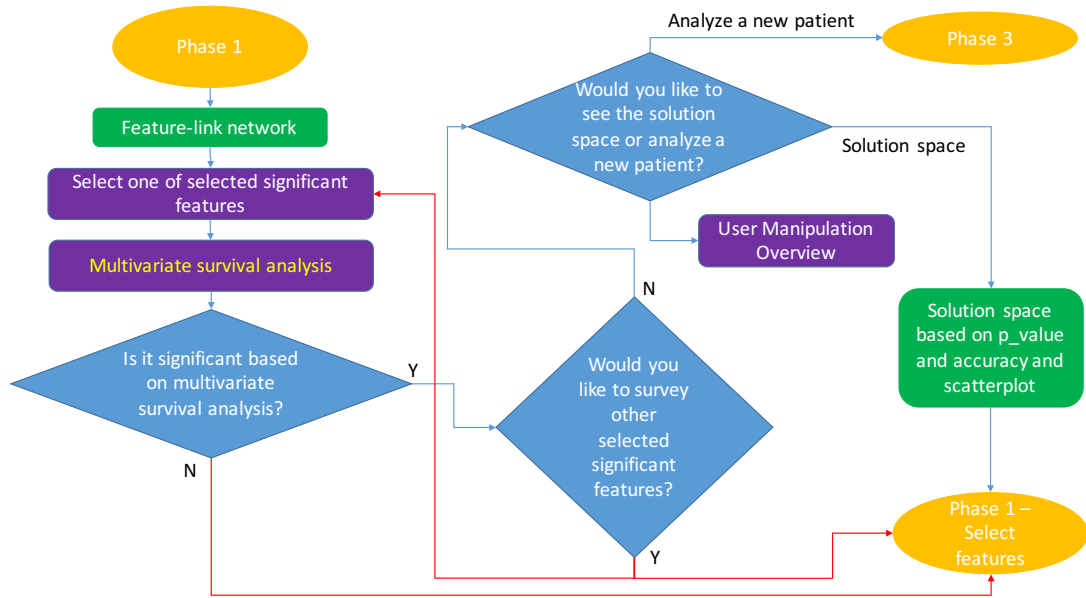 Phase 1
Feature-link network
Select one of selected significant
features
Multivariate survival analysis
Is it significant based
on multivariate
survival analysis?
Y
N
Analyze a new patient
Phase 3
Would you like to
see the solution
space or analyze a
new patient?
Solution space
User Manipulation
Overview
N
Would you
like to survey
other
selected
significant
features?
Y
Solution space
based on p_value
and accuracy and
scatterplot
Phase 1 –
Select
features